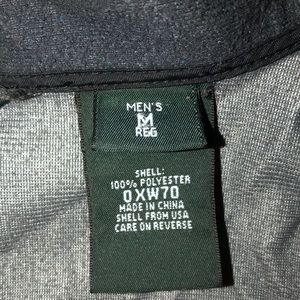 MEN'S
M
REG
SHELL:
100% POLYESTER
0XW70
MADE IN CHINA
SHELL FROM USA
CARE ON REVERSE